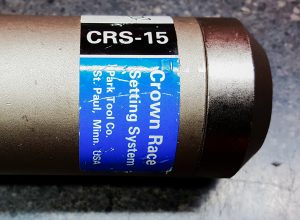 CRS-15
Crown Race
Setting System
Park Tool Co.
St. Paul, Minn. USA